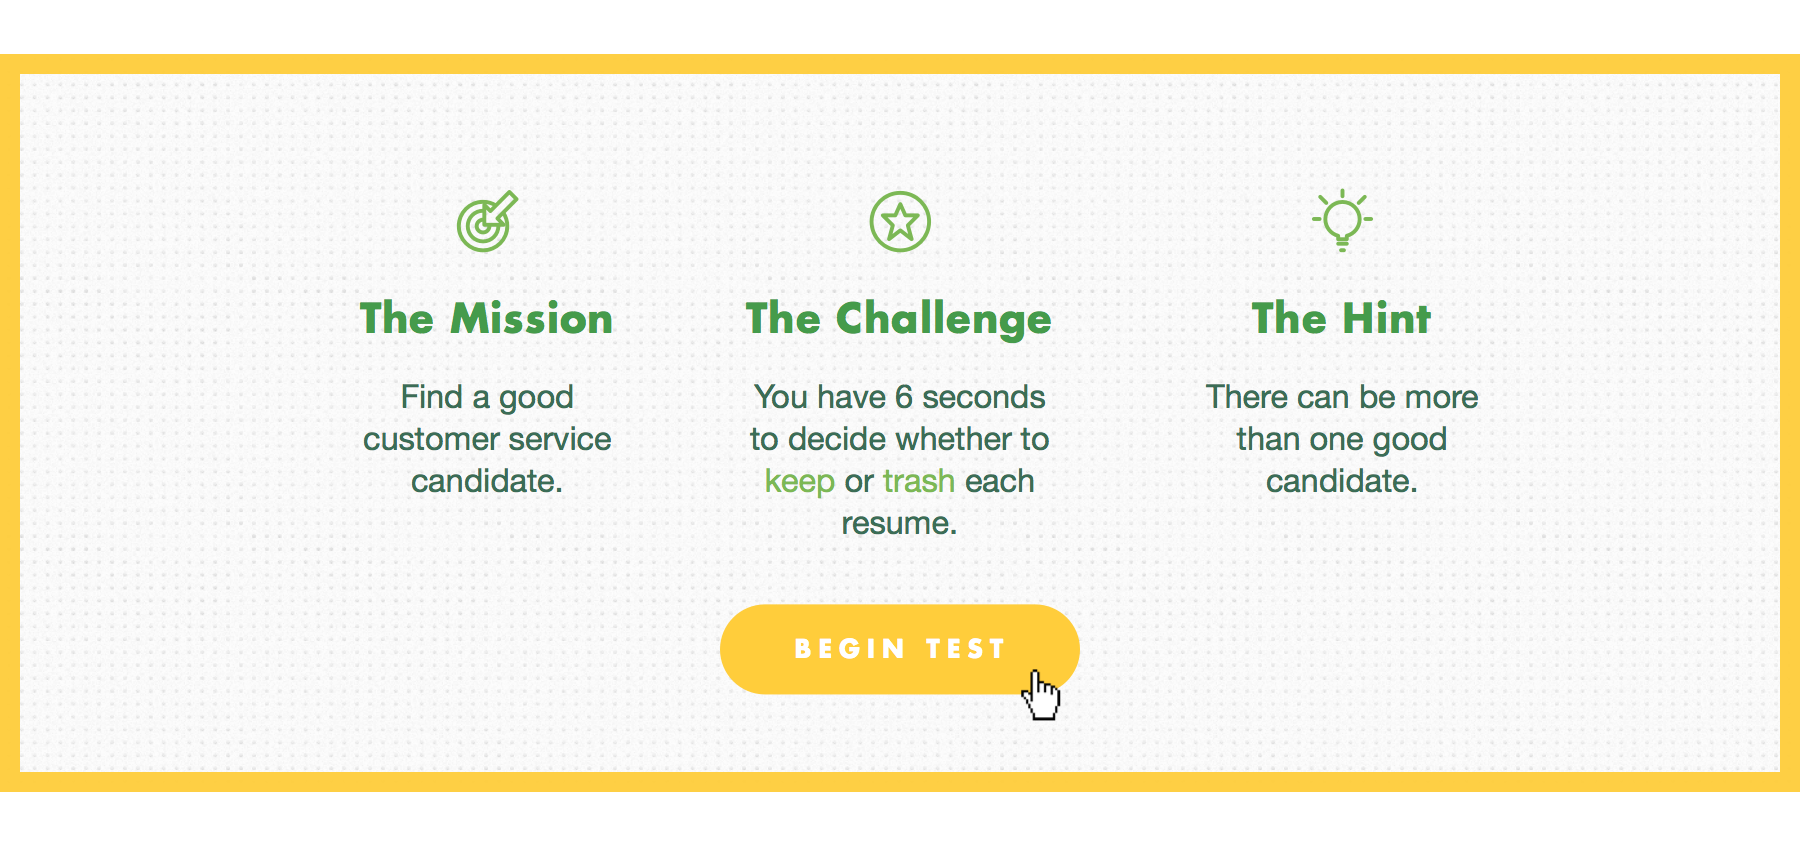 The Mission
Find a good
customer service
candidate.
The Challenge
You have 6 seconds
to decide whether to
keep or trash each
resume.
The Hint
There can be more
than one good
candidate.
BEGIN TEST